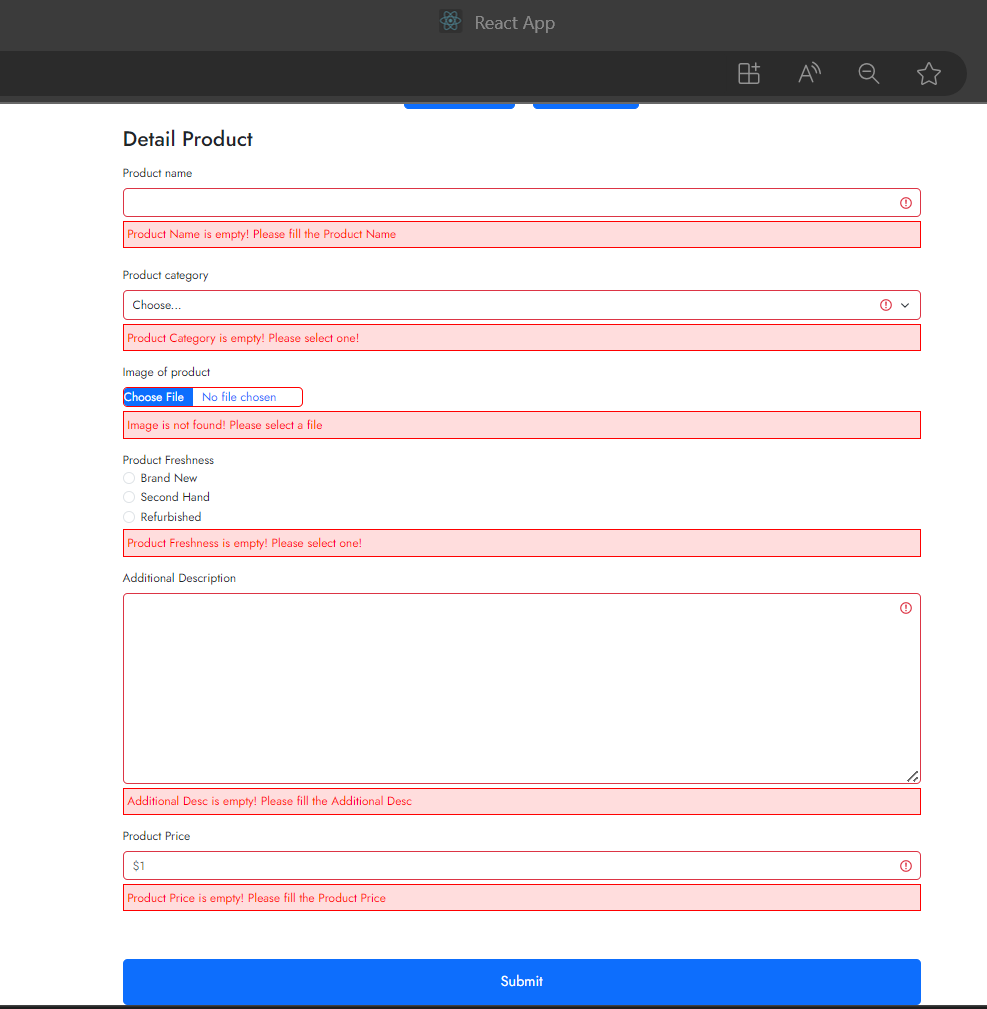 React App
Detail Product
Product name
Product Name is empty! Please fill the Product Name
Product category
Choose...
Product Category is empty! Please select one!
Image of product
Choose File No file chosen
Image is not found! Please select a file
Product Freshness
Brand New
Second Hand
Refurbished
Product Freshness is empty! Please select one!
Additional Description
Additional Desc is empty! Please fill the Additional Desc
Product Price
$1
Product Price is empty! Please fill the Product Price
Submit